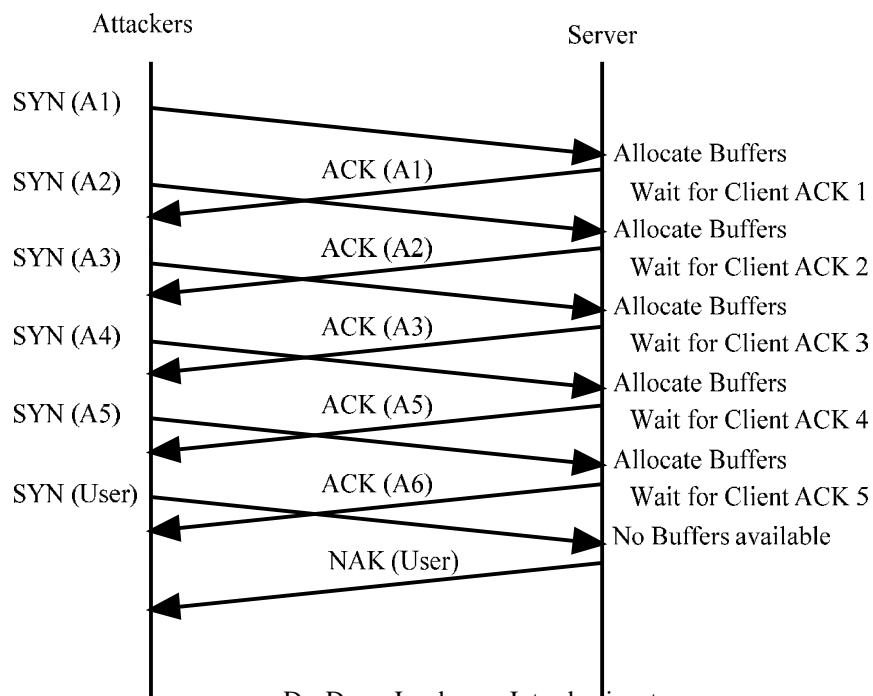 Attackers
Server
SYN (A1)
Allocate Buffers
ACK (A1)
SYN (A2)
Wait for Client ACK 1
Allocate Buffers
ACK (A2)
SYN (A3)
Wait for Client ACK 2
Allocate Buffers
ACK (A3)
SYN (A4)
Wait for Client ACK 3
Allocate Buffers
ACK (A5)
SYN (A5)
Wait for Client ACK 4
Allocate Buffers
ACK (A6)
SYN (User)
Wait for Client ACK 5
No Buffers available
NAK (User)